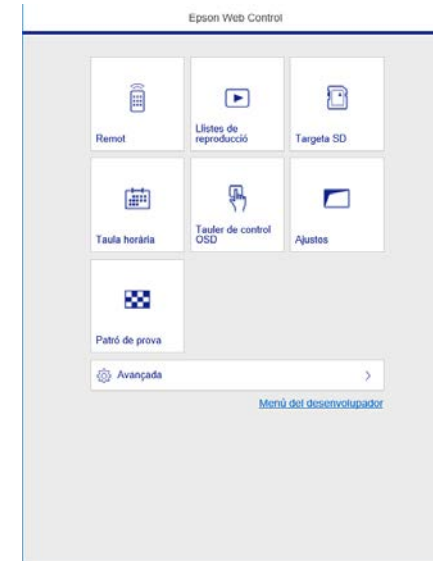 Epson Web Control
Remot
Llistes de
reproducció
Targeta SD
Taula horària
Tauler de control
OSD
Ajustos
Patró de prova
Avançada
Menú del desenvolupador